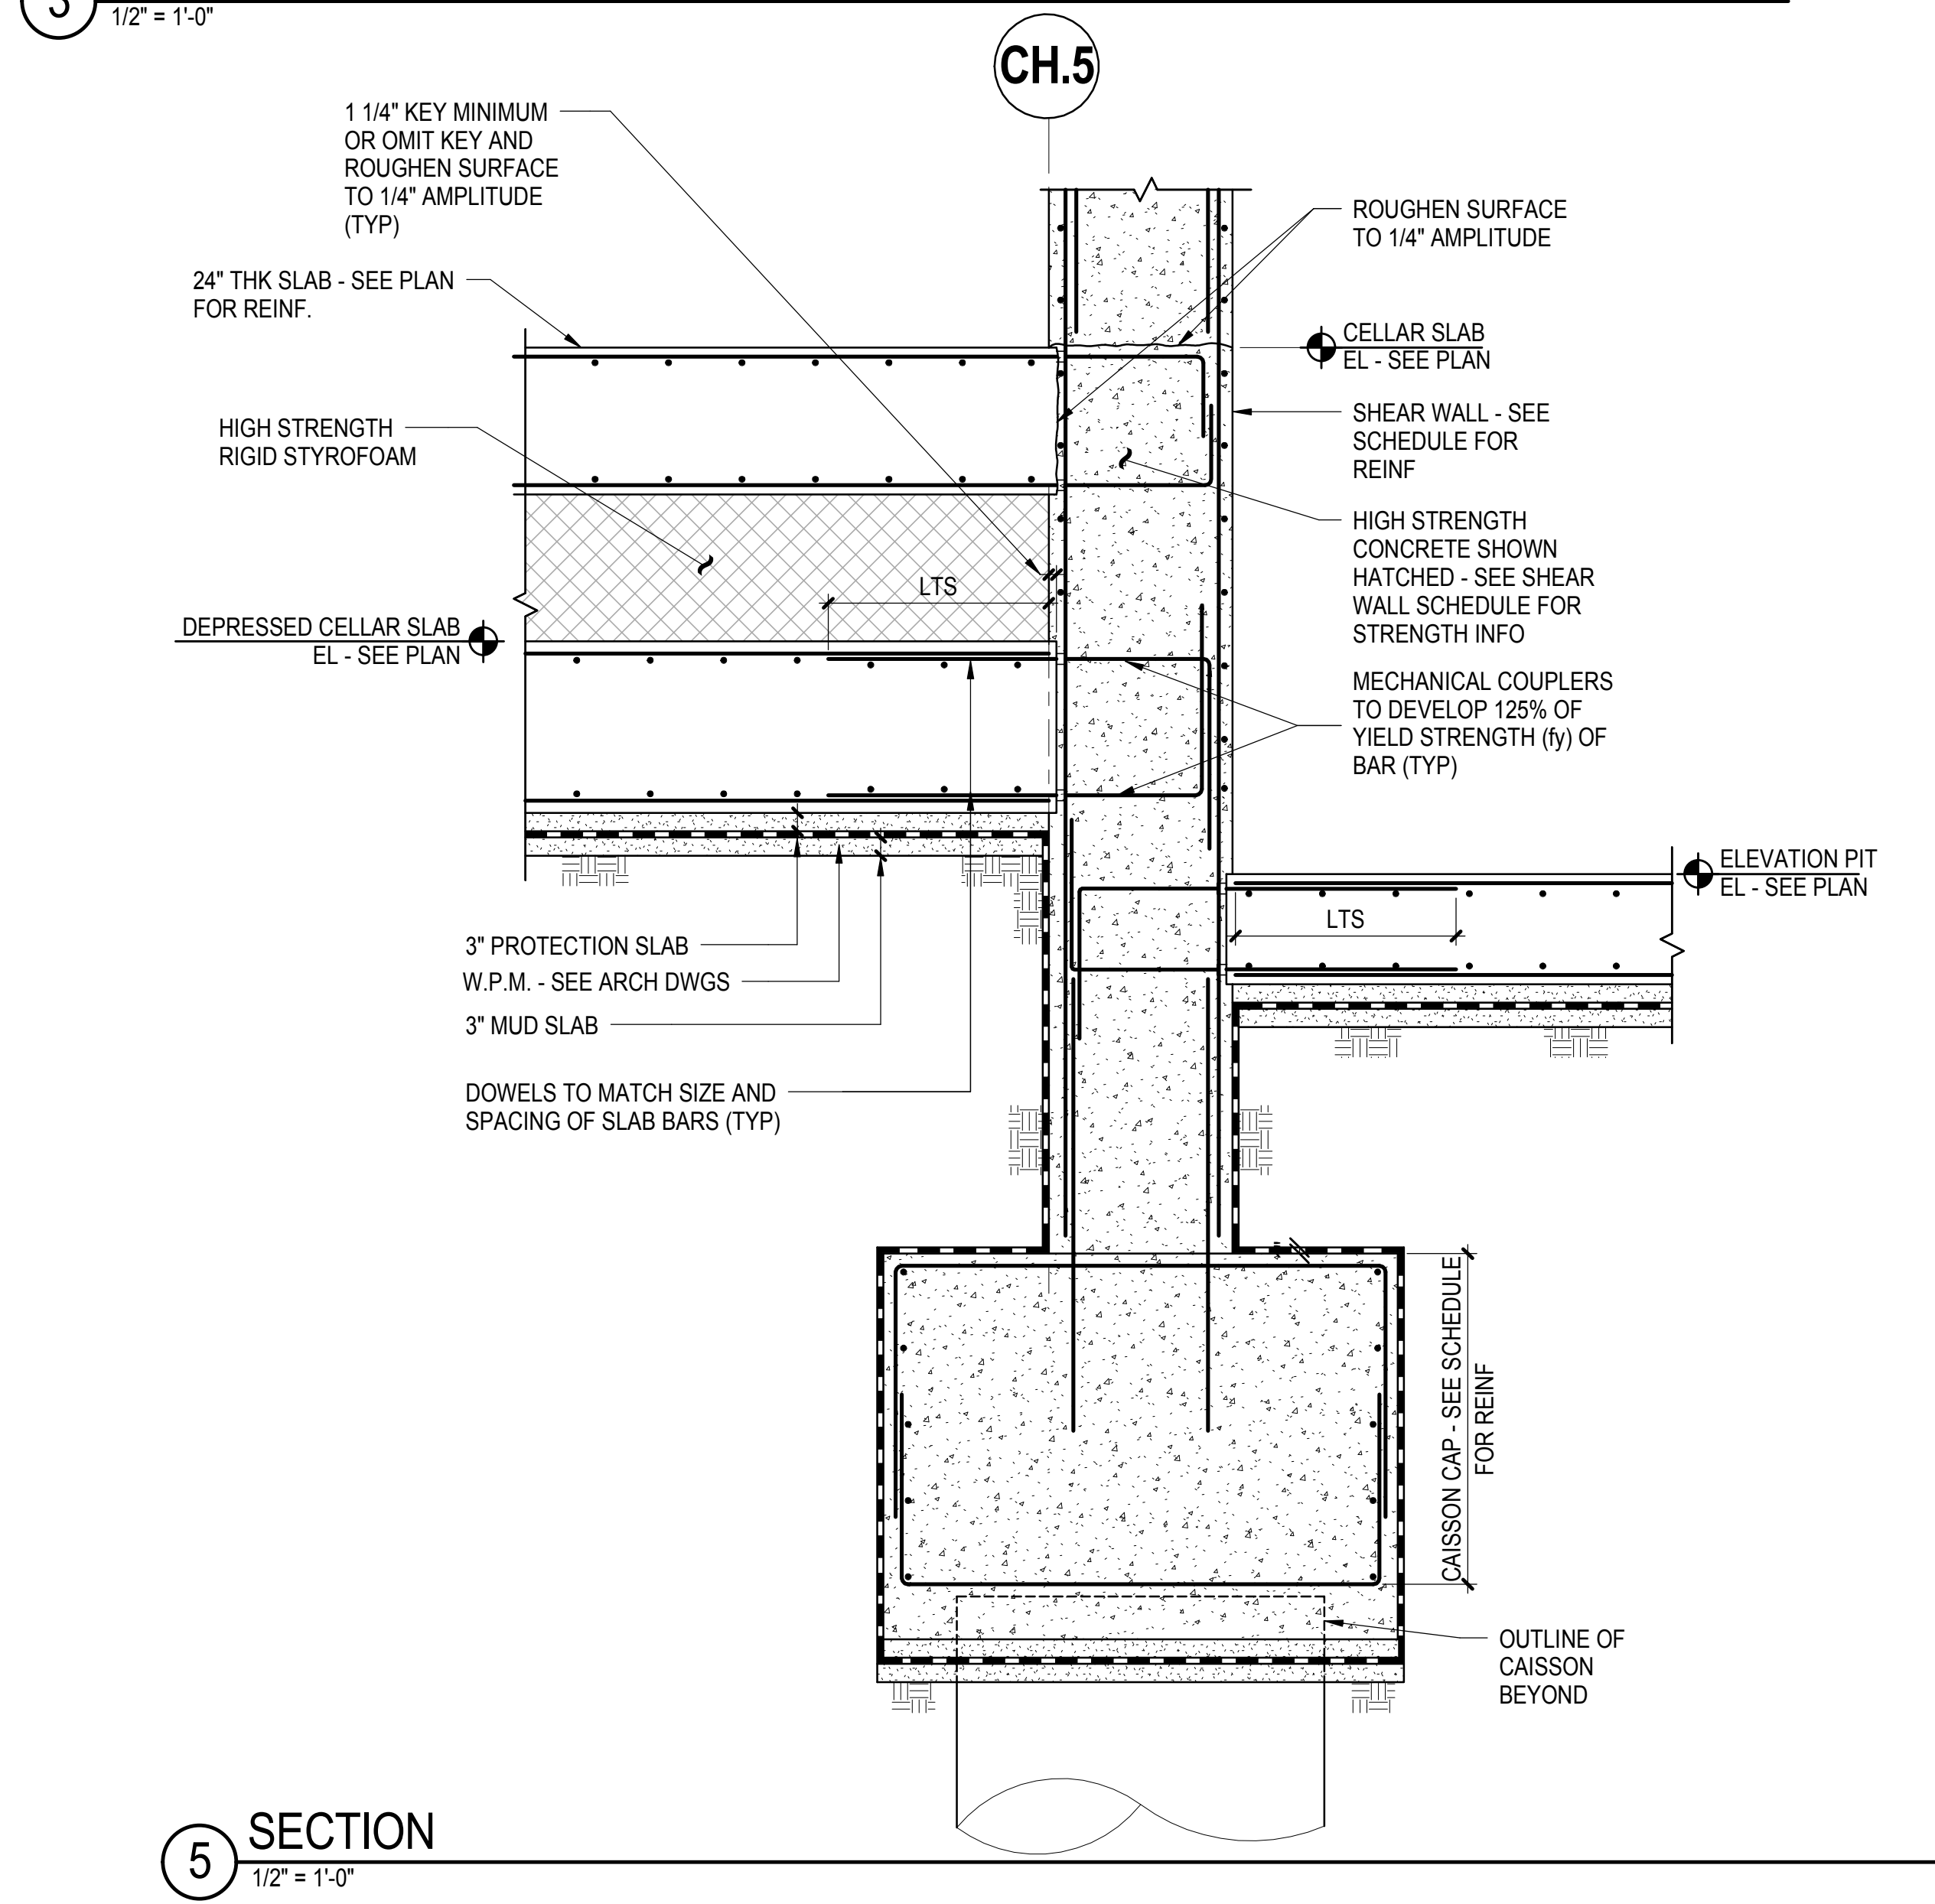 3
1/2" = 1'-0"
CH.5
1 1/4" KEY MINIMUM
OR OMIT KEY AND
ROUGHEN SURFACE
TO 1/4" AMPLITUDE
(TYP)
24" THK SLAB - SEE PLAN
FOR REINF.
HIGH STRENGTH
RIGID STYROFOAM
LTS
DEPRESSED CELLAR SLAB
EL - SEE PLAN
ROUGHEN SURFACE
TO 1/4" AMPLITUDE
CELLAR SLAB
EL - SEE PLAN
SHEAR WALL - SEE
SCHEDULE FOR
REINF
HIGH STRENGTH
CONCRETE SHOWN
HATCHED - SEE SHEAR
WALL SCHEDULE FOR
STRENGTH INFO
MECHANICAL COUPLERS
TO DEVELOP 125% OF
YIELD STRENGTH (fy) OF
BAR (TYP)
ELEVATION PIT
EL - SEE PLAN
LTS
3" PROTECTION SLAB
W.P.M. - SEE ARCH DWGS
3" MUD SLAB
DOWELS TO MATCH SIZE AND
SPACING OF SLAB BARS (TYP)
CAISSON CAP - SEE SCHEDULE
FOR REINF
OUTLINE OF
CAISSON
BEYOND
5
SECTION
1/2" = 1'-0"